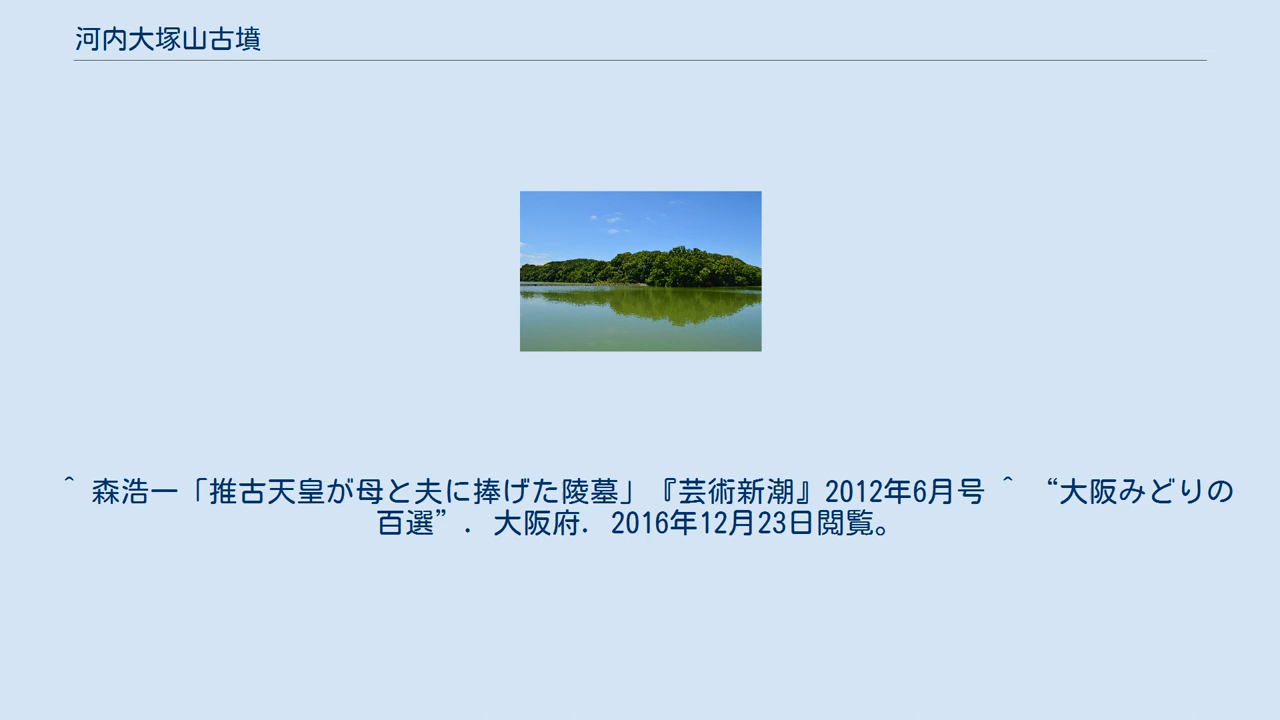 河内大塚山古墳
^ 森浩一「推古天皇が母と夫に捧げた陵墓」『芸術新潮』2012年6月号 ^ “大阪みどりの
百選”. 大阪府. 2016年12月23日閲覧。